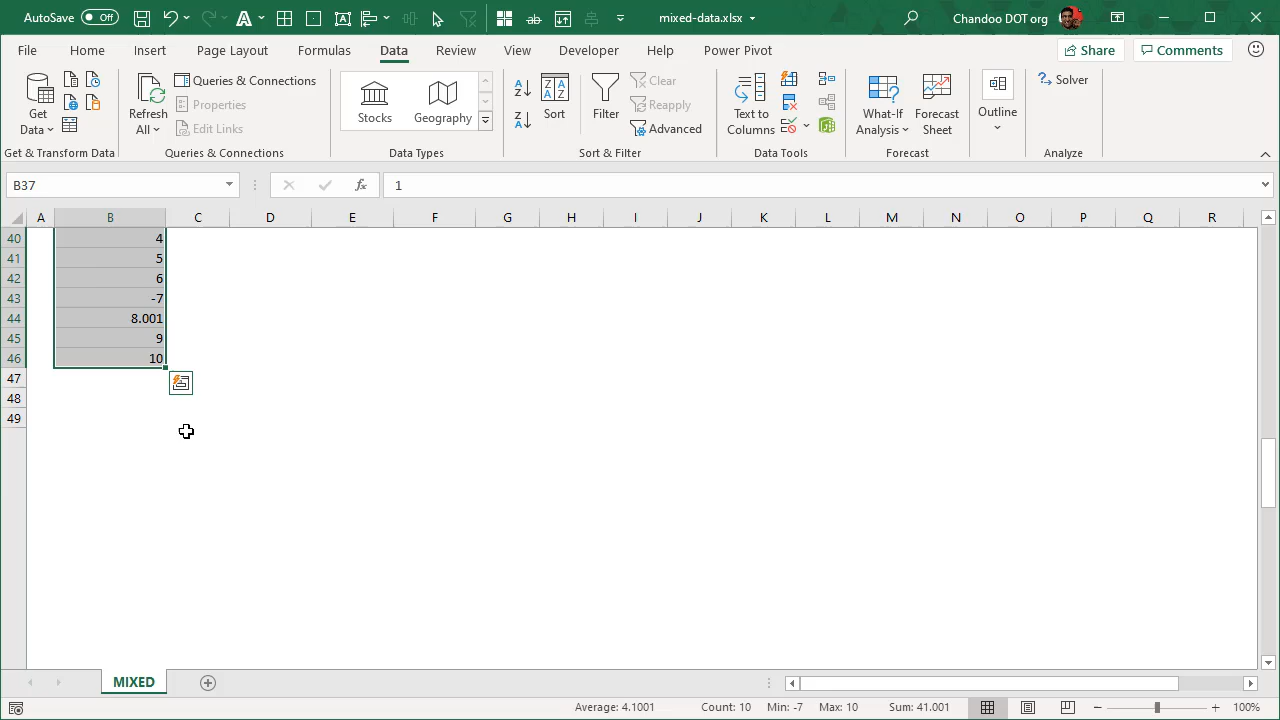 AutoSave Off mixed-data.xlsx Chandoo DOT org
File Home Insert Page Layout Formulas Data Review View Developer Help Power Pivot Share Comments
Get Data
Refresh All
Queries & Connections
Properties
Edit Links
Stocks Geography
Sort
Filter
Clear
Reapply
Advanced
Text to Columns
What-If Analysis
Forecast Sheet
Outline
Solver
Get & Transform Data Queries & Connections Data Types Sort & Filter Data Tools Forecast Analyze
B37 fx 1
A B C D E F G H I J K L M N O P Q R
40 4
41 5
42 6
43 -7
44 8.001
45 9
46 10
47
48
49
MIXED
Average: 4.1001 Count: 10 Min: -7 Max: 10 Sum: 41.001 100%